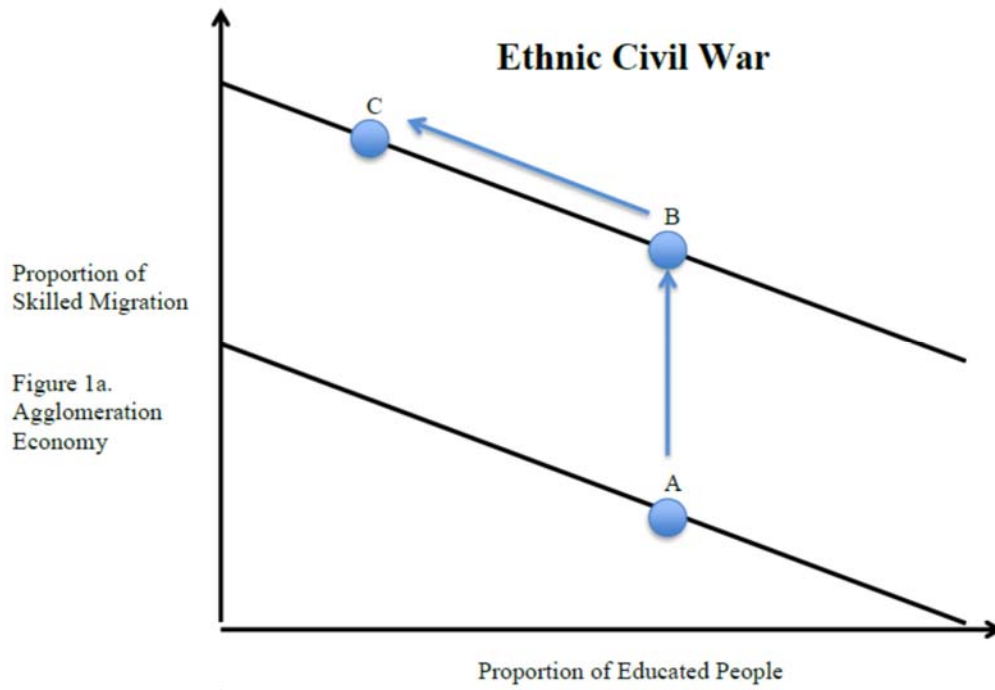 Ethnic Civil War
C
B
Proportion of
Skilled Migration
Figure 1a.
Agglomeration
Economy
A
Proportion of Educated People